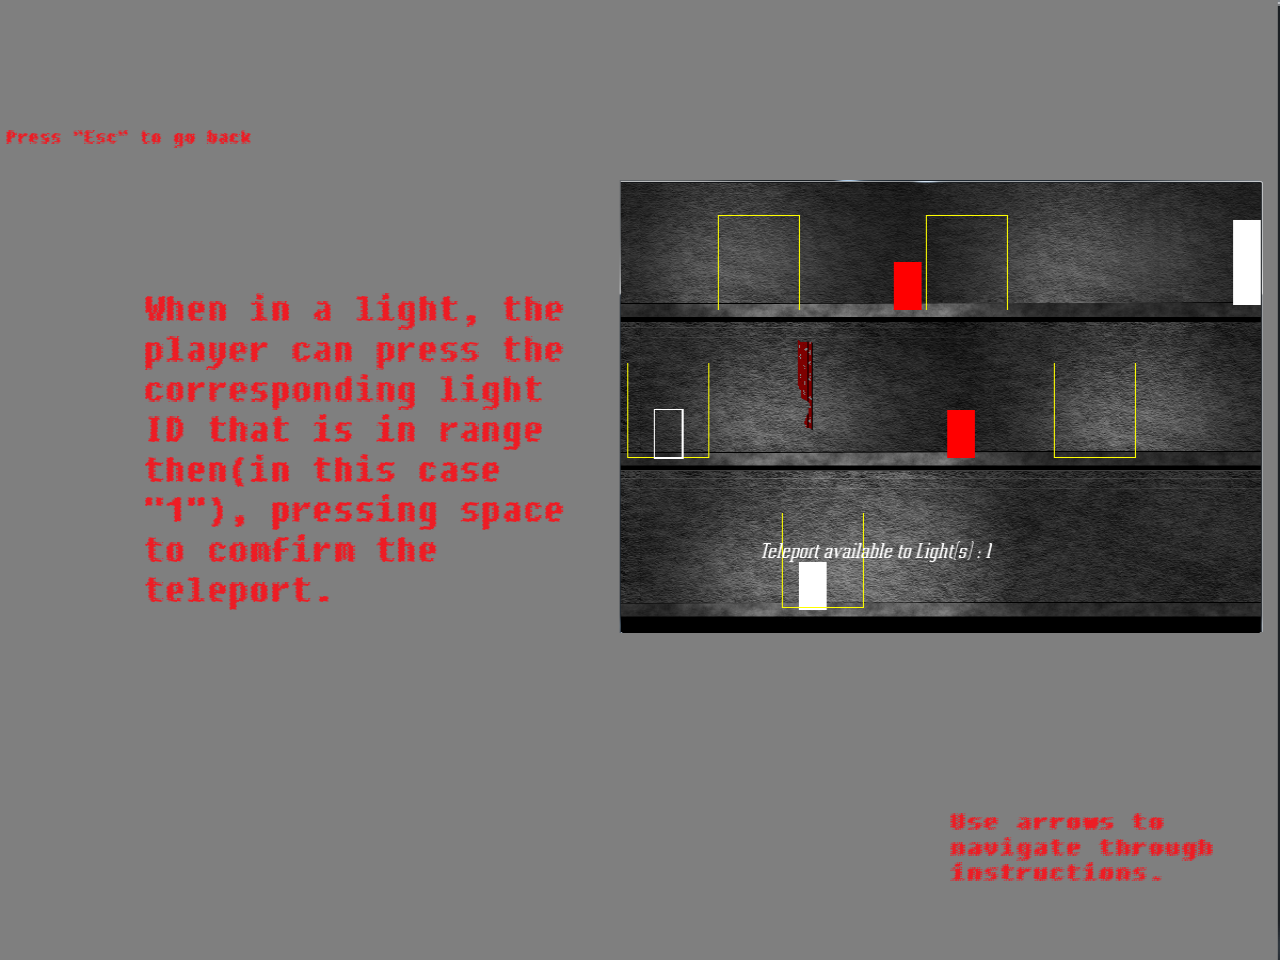 Press "Esc" to go back
When in a light, the
player can press the
corresponding light
ID that is in range
then(in this case
"1"), pressing space
to comfirm the
teleport.
Teleport available to Light(s) : 1
Use arrows to
navigate through
instructions.